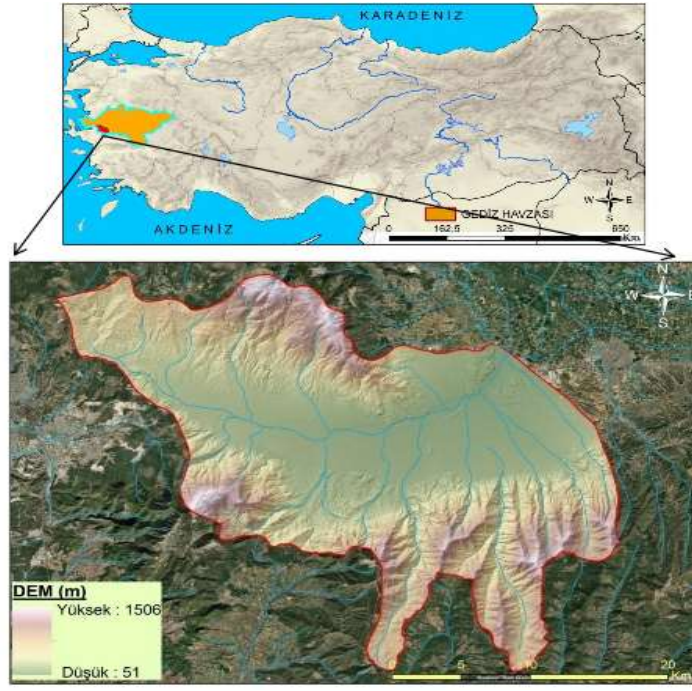 KARADENİZ
AKDENİZ
GEDİZ HAVZASI
N
W E
S
0 162,5 325 650
Km
N
W E
S
DEM (m)
Yüksek : 1506
Düşük : 51
0 5 10 20
Km